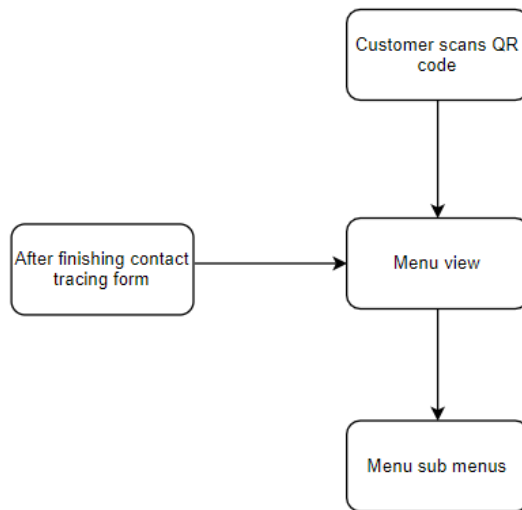 Customer scans QR
code
After finishing contact
tracing form
Menu view
Menu sub menus